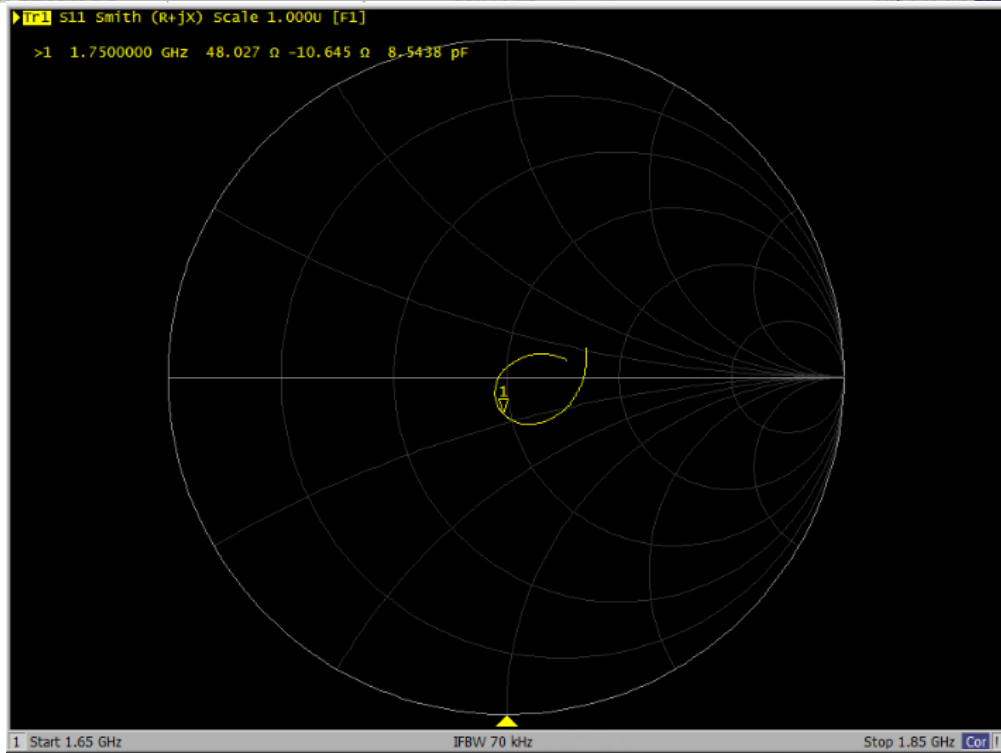 Tr1 S11 Smith (R+jX) Scale 1.000U [F1]
>1 1.7500000 GHz 48.027 Ω -10.645 Ω 8.5438 pF
1
1 Start 1.65 GHz IFBW 70 kHz Stop 1.85 GHz Cor !